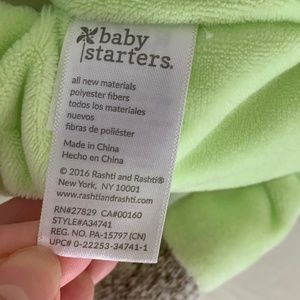 baby
starters®
all new materials
polyester fibers
todos los materiales
nuevos
fibras de poliéster
Made in China
Hecho en China
© 2016 Rashti and Rashti®
New York, NY 10001
www.rashtiandrashti.com
RN#27829 CA#00160
STYLE#A34741
REG. NO. PA-15797 (CN)
UPC# 0-22253-34741-1